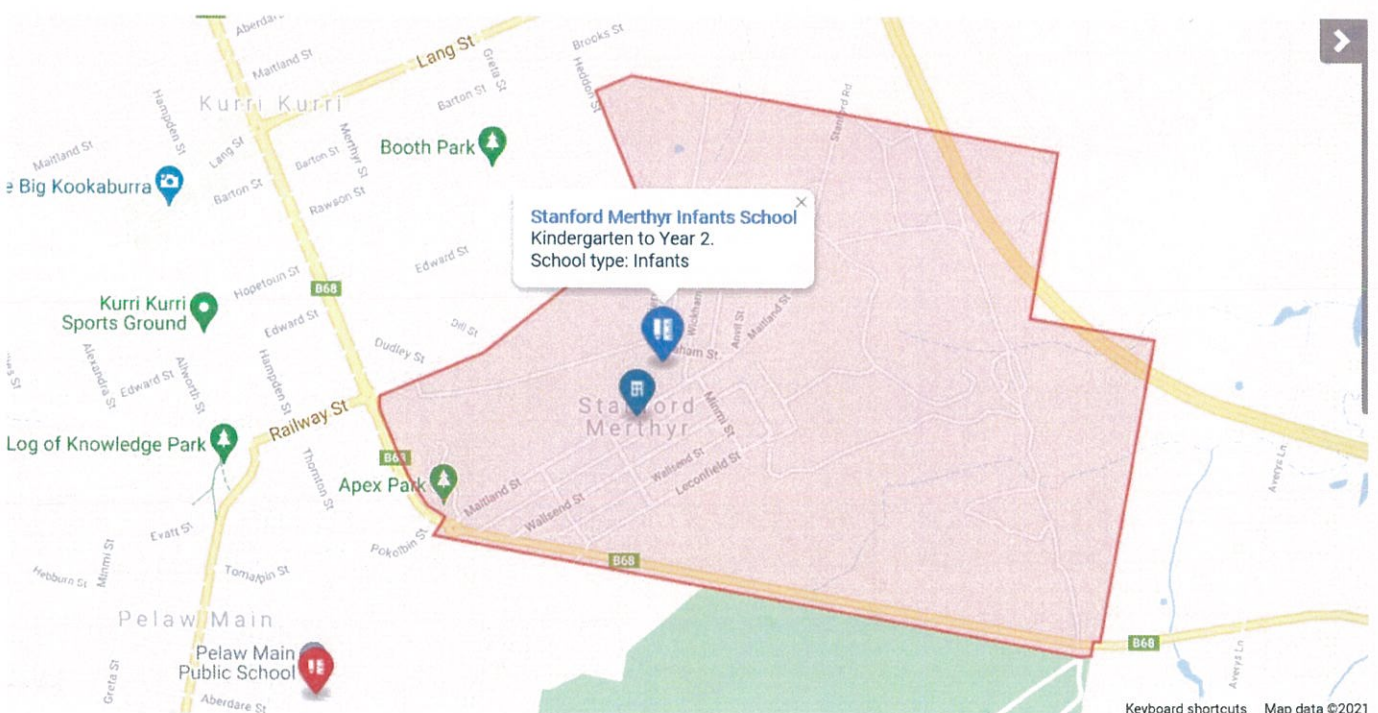 Aberda
Maitland St
Lang St
Brooks St
Greta St
Heddon St
Kurri Kurri
Barton St
Stanford Rd
Hampden St
Maitland St
Lang St
Merthyr St
Barton St
Booth Park
e Big Kookaburra
Barton St
Rawson St
Stanford Merthyr Infants School
Kindergarten to Year 2.
School type: Infants
Edward St
Hopetoun St
B68
Kurri Kurri
Sports Ground
Edward St
Dill St
Wickham
Anvil St
Maitland St
Dudley St
aham St
Alexandra St
Edward St
Allworth St
Hampden St
Railway St
Stanford
Merthyr
Minmi St
Log of Knowledge Park
B68
Thornton St
Apex Park
Maitland St
Wallsend St
Leconfield St
Wallsend St
Averys Ln
Evatt St
Pokolbin St
B68
Hebburn St
Minmi St
Tomalpin St
Pelaw Main
B68
Pelaw Main
Public School
Greta St
Aberdare St
Averys Ln
Keyboard shortcuts Map data ©2021